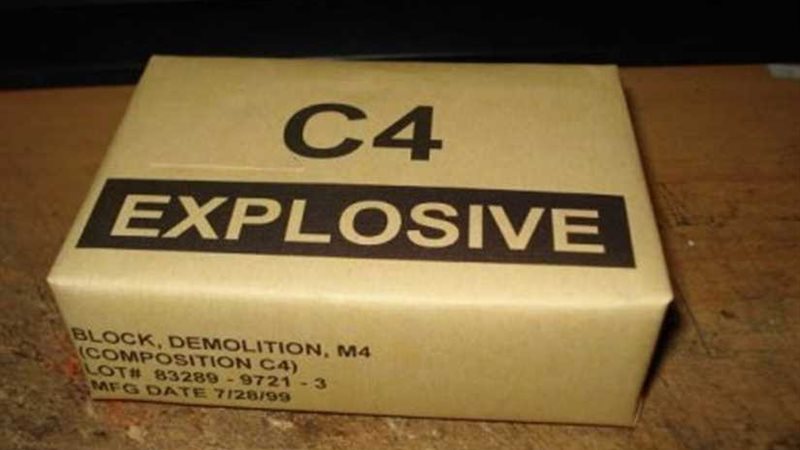 C4
EXPLOSIVE
BLOCK, DEMOLITION, M4
(COMPOSITION C4)
LOT# 83289 - 9721 - 3
MFG DATE 7/28/99